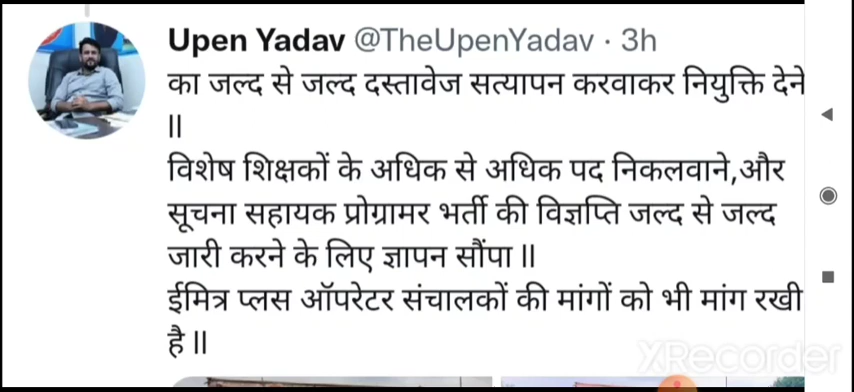 Upen Yadav @TheUpenYadav · 3h
का जल्द से जल्द दस्तावेज सत्यापन करवाकर नियुक्ति देने
||
विशेष शिक्षकों के अधिक से अधिक पद निकलवाने,और
सूचना सहायक प्रोग्रामर भर्ती की विज्ञप्ति जल्द से जल्द
जारी करने के लिए ज्ञापन सौंपा ||
ईमित्र प्लस ऑपरेटर संचालकों की मांगों को भी मांग रखी
है ||
XRecorder